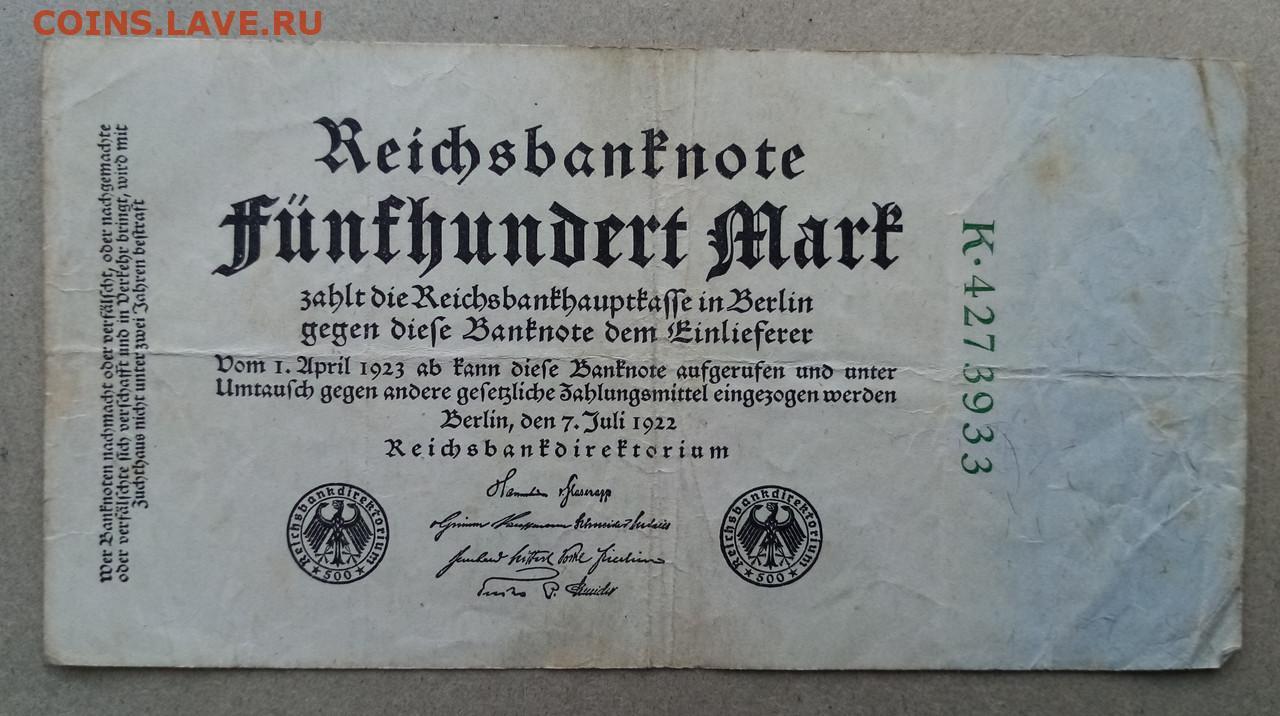 COINS.LAVE.RU
Reichsbanknote
Fünfhundert Mark
zahlt die Reichsbankhauptkasse in Berlin
gegen diese Banknote dem Einlieferer
Vom 1. April 1923 ab kann diese Banknote aufgerufen und unter
Umtausch gegen andere gesetzliche Zahlungsmittel eingezogen werden
Berlin, den 7. Juli 1922
Reichsbankdirektorium
Reichsbankdirektorium
500
Reichsbankdirektorium
500
Wer Banknoten nachmacht oder verfälscht, oder nachgemachte
oder verfälschte sich verschafft und in Verkehr bringt, wird mit
Zuchthaus nicht unter zwei Jahren bestraft
K·4273933